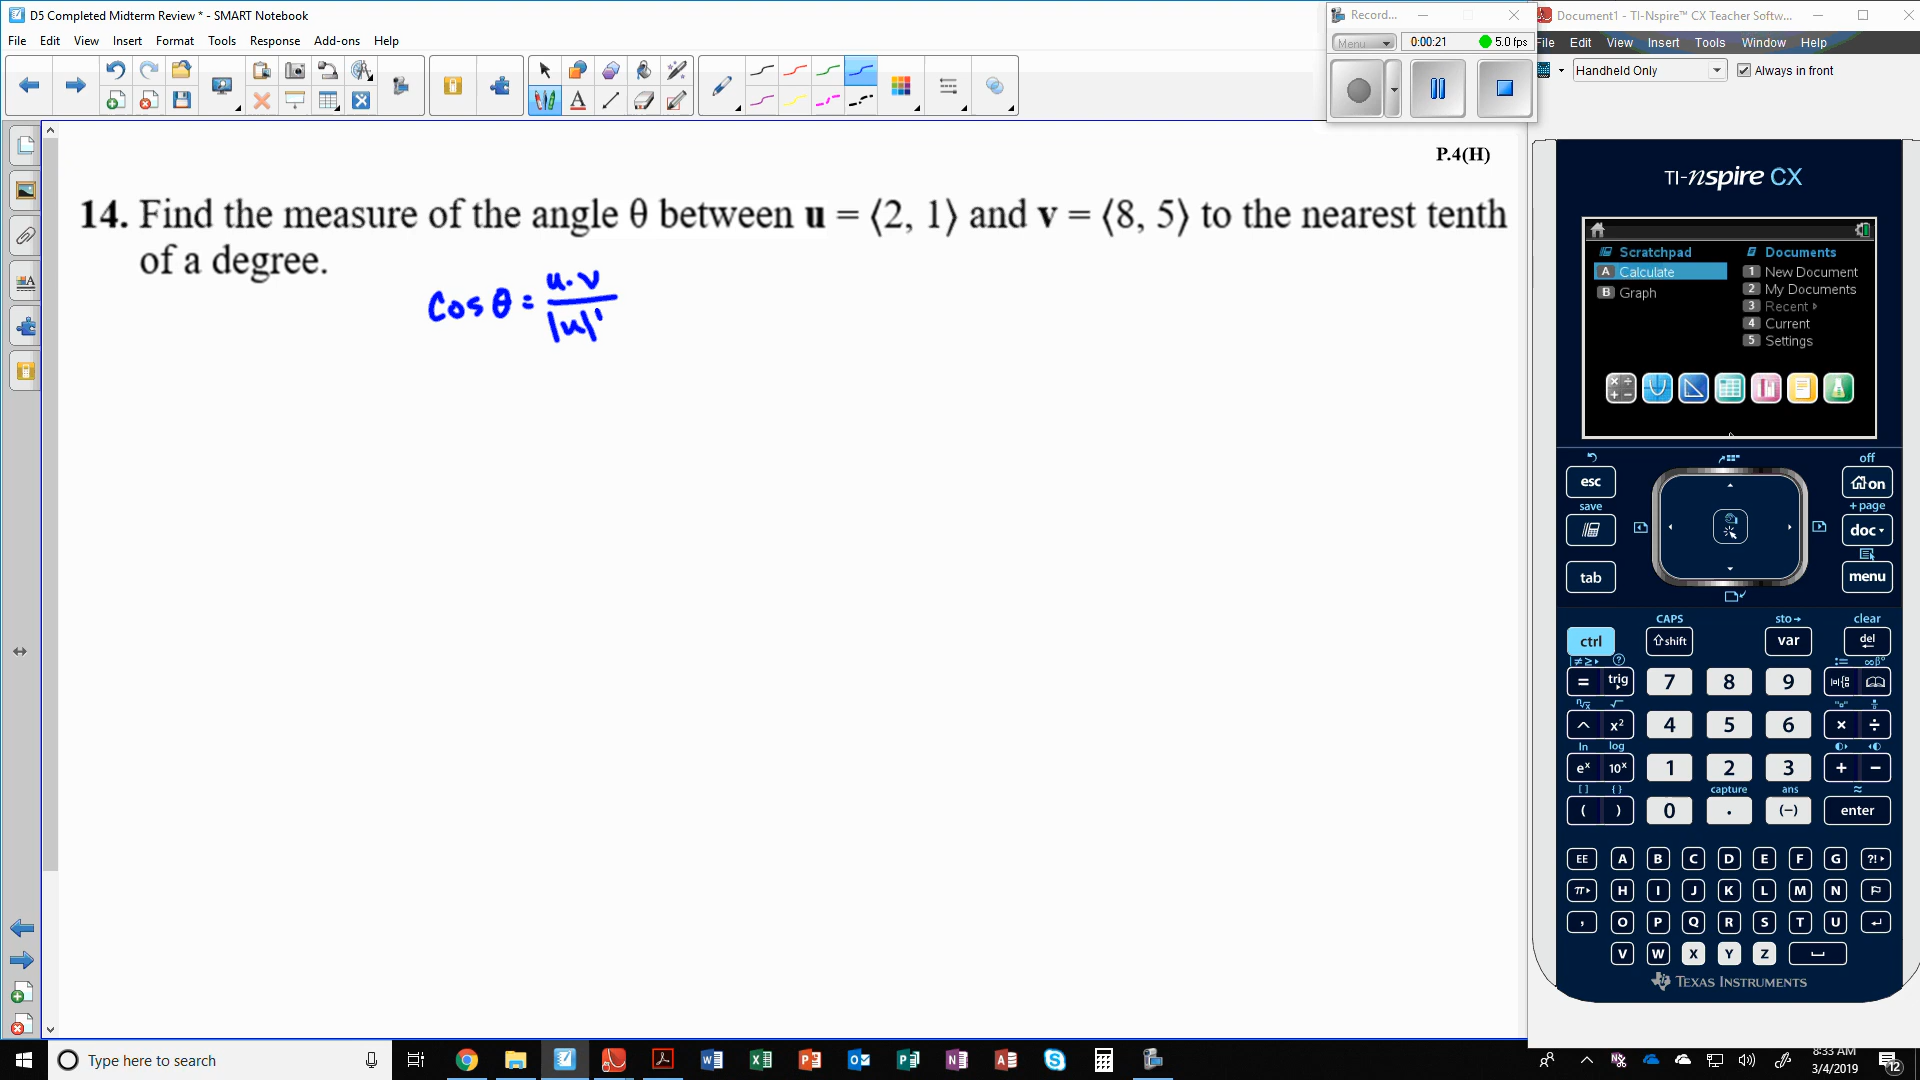 D5 Completed Midterm Review * - SMART Notebook
File Edit View Insert Format Tools Response Add-ons Help
Record...
Menu 0:00:21 5.0 fps
Document1 - TI-Nspire™ CX Teacher Softw...
File Edit View Insert Tools Window Help
Handheld Only Always in front
P.4(H)
14. Find the measure of the angle θ between u = ⟨2, 1⟩ and v = ⟨8, 5⟩ to the nearest tenth
of a degree.
cos θ = u·v
|u|'
TI-nspire CX
Scratchpad Documents
A Calculate 1 New Document
B Graph 2 My Documents
3 Recent
4 Current
5 Settings
off
esc on
save + page
doc
tab menu
CAPS sto→ clear
ctrl shift var del
= trig 7 8 9
^ x² 4 5 6 × ÷
ln log
eˣ 10ˣ 1 2 3 + −
[ ] { } capture ans ≈
( ) 0 . (−) enter
EE A B C D E F G ?!
π H I J K L M N
, O P Q R S T U
V W X Y Z
TEXAS INSTRUMENTS
Type here to search
8:33 AM
3/4/2019
12